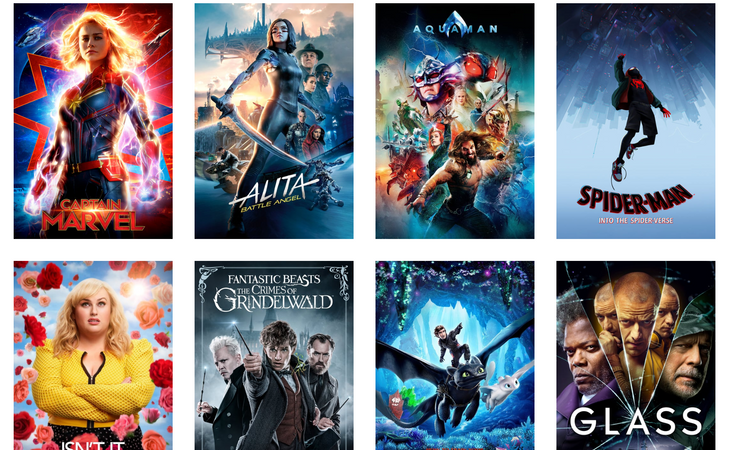 CAPTAIN
MARVEL
ALITA
BATTLE ANGEL
AQUAMAN
SPIDER-MAN
INTO THE SPIDER-VERSE
ISN'T IT
FANTASTIC BEASTS
THE CRIMES OF
GRINDELWALD
GLASS